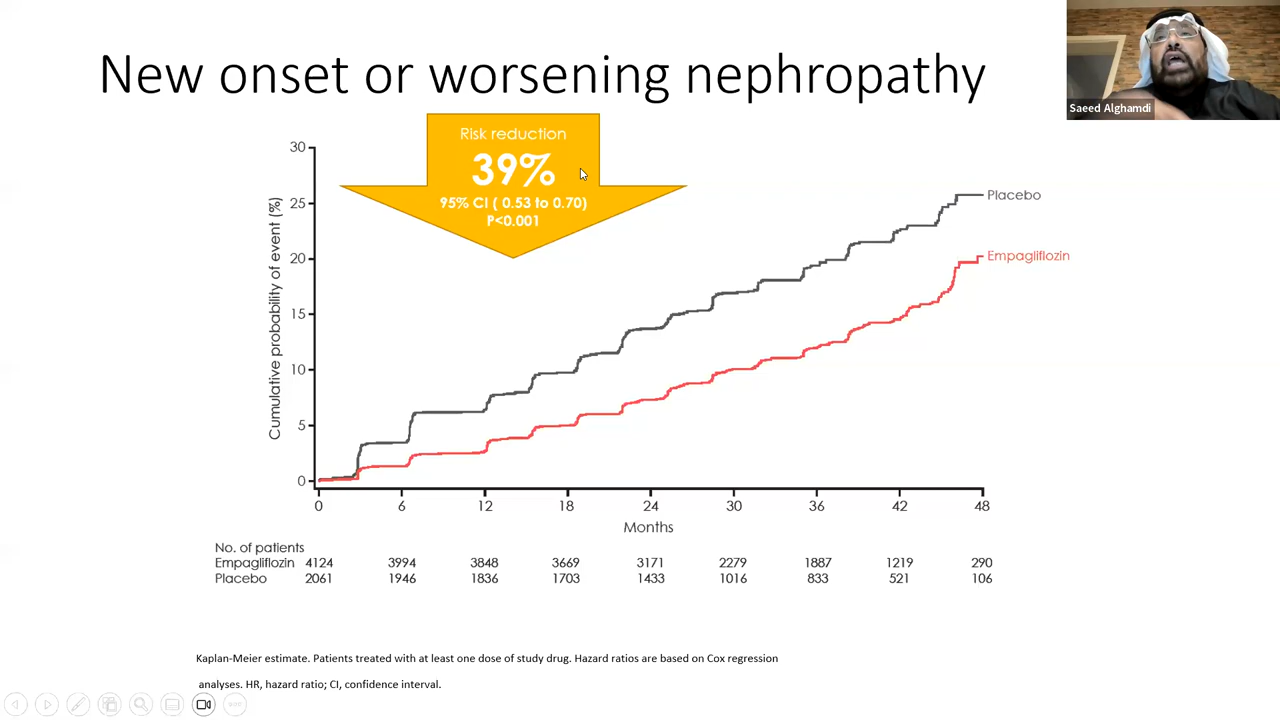 New onset or worsening nephropathy
Saeed Alghamdi
Risk reduction
39%
95% CI ( 0.53 to 0.70)
P<0.001
Cumulative probability of event (%)
30
25
20
15
10
5
0
Placebo
Empagliflozin
0 6 12 18 24 30 36 42 48
Months
No. of patients
Empagliflozin 4124 3994 3848 3669 3171 2279 1887 1219 290
Placebo 2061 1946 1836 1703 1433 1016 833 521 106
Kaplan-Meier estimate. Patients treated with at least one dose of study drug. Hazard ratios are based on Cox regression
analyses. HR, hazard ratio; CI, confidence interval.